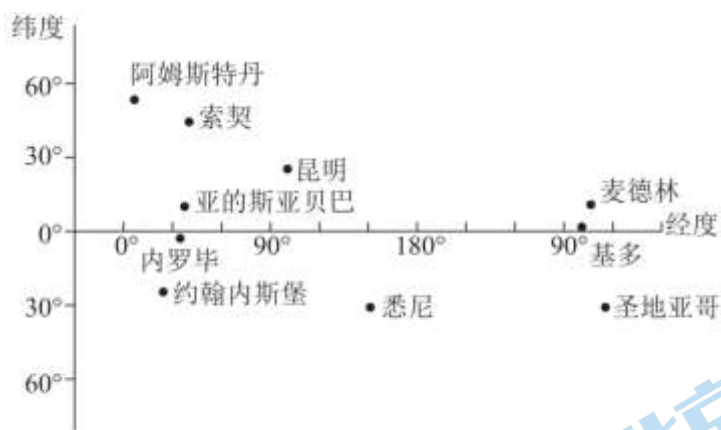 纬度
阿姆斯特丹
60°
索契
30°
昆明
亚的斯亚贝巴
麦德林
0°
0°
90°
180°
90°
经度
内罗毕
基多
约翰内斯堡
30°
悉尼
圣地亚哥
60°